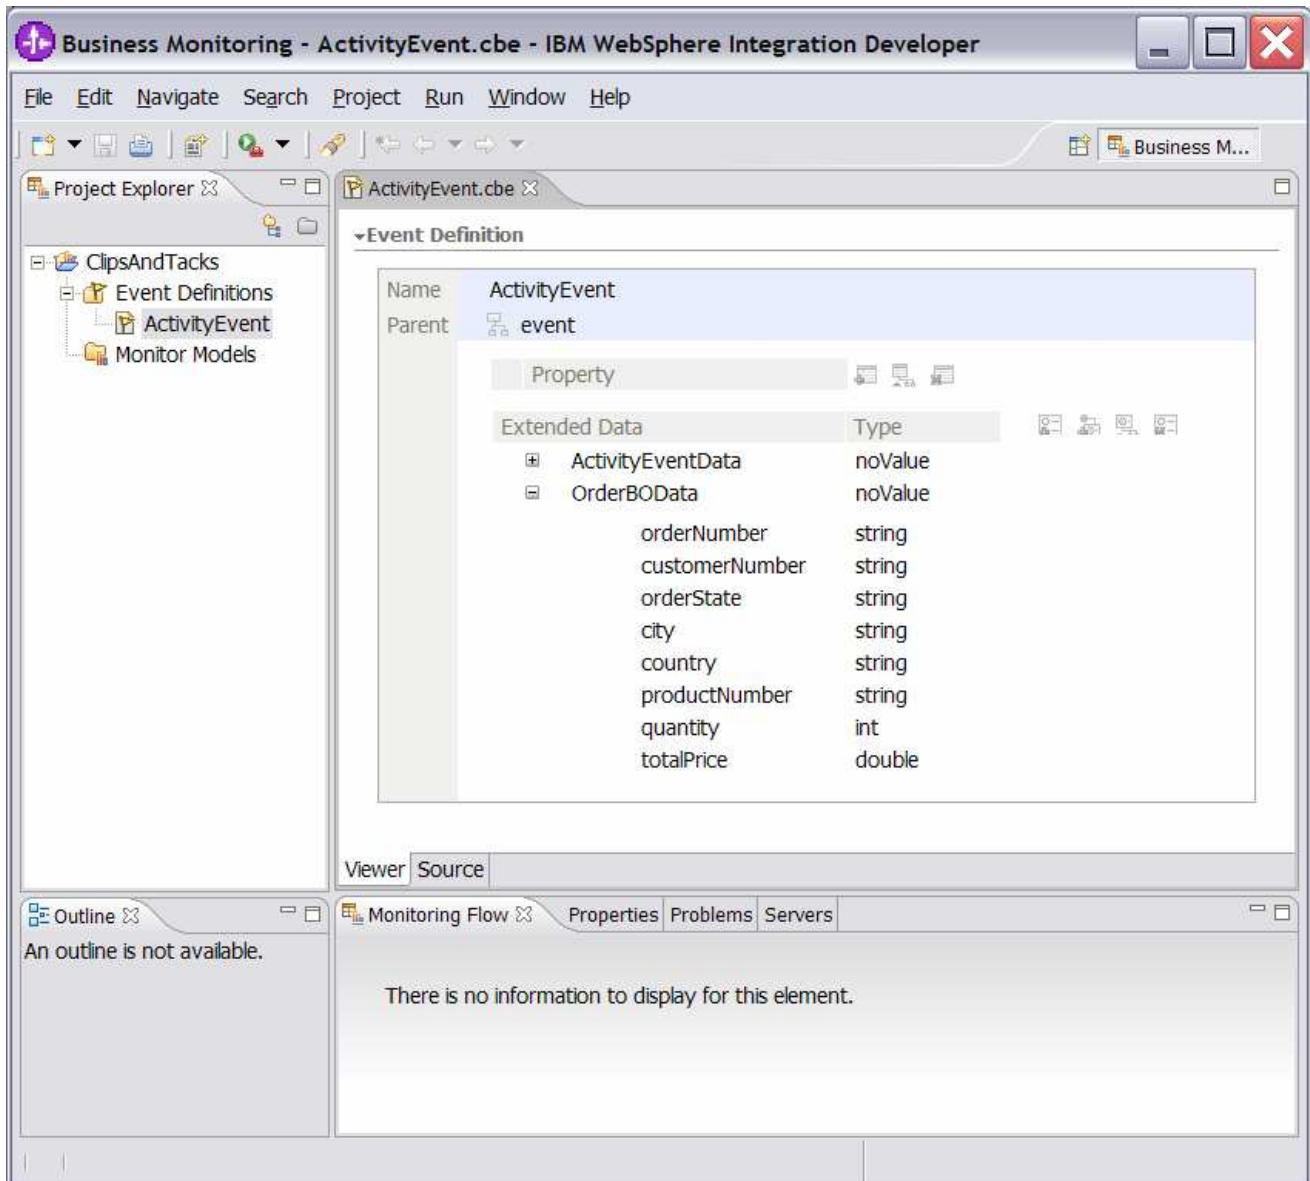 Business Monitoring - ActivityEvent.cbe - IBM WebSphere Integration Developer
File Edit Navigate Search Project Run Window Help
Business M...
Project Explorer
ActivityEvent.cbe
Event Definition
ClipsAndTacks
Event Definitions
ActivityEvent
Monitor Models
Name ActivityEvent
Parent event
Property
Extended Data Type
ActivityEventData noValue
OrderBOData noValue
orderNumber string
customerNumber string
orderState string
city string
country string
productNumber string
quantity int
totalPrice double
Viewer Source
Outline
An outline is not available.
Monitoring Flow Properties Problems Servers
There is no information to display for this element.